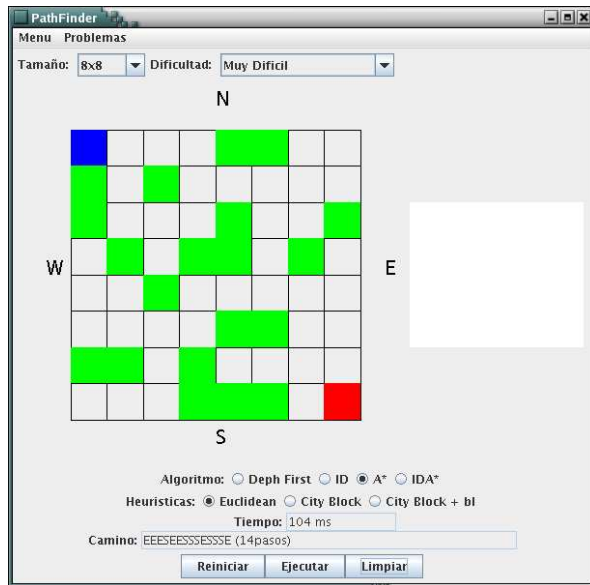 PathFinder
Menu Problemas
Tamaño: 8x8 Dificultad: Muy Dificil
N
W E
S
Algoritmo: Deph First ID A* IDA*
Heuristicas: Euclidean City Block City Block + bl
Tiempo: 104 ms
Camino: EEESEESSSESSSE (14pasos)
Reiniciar Ejecutar Limpiar